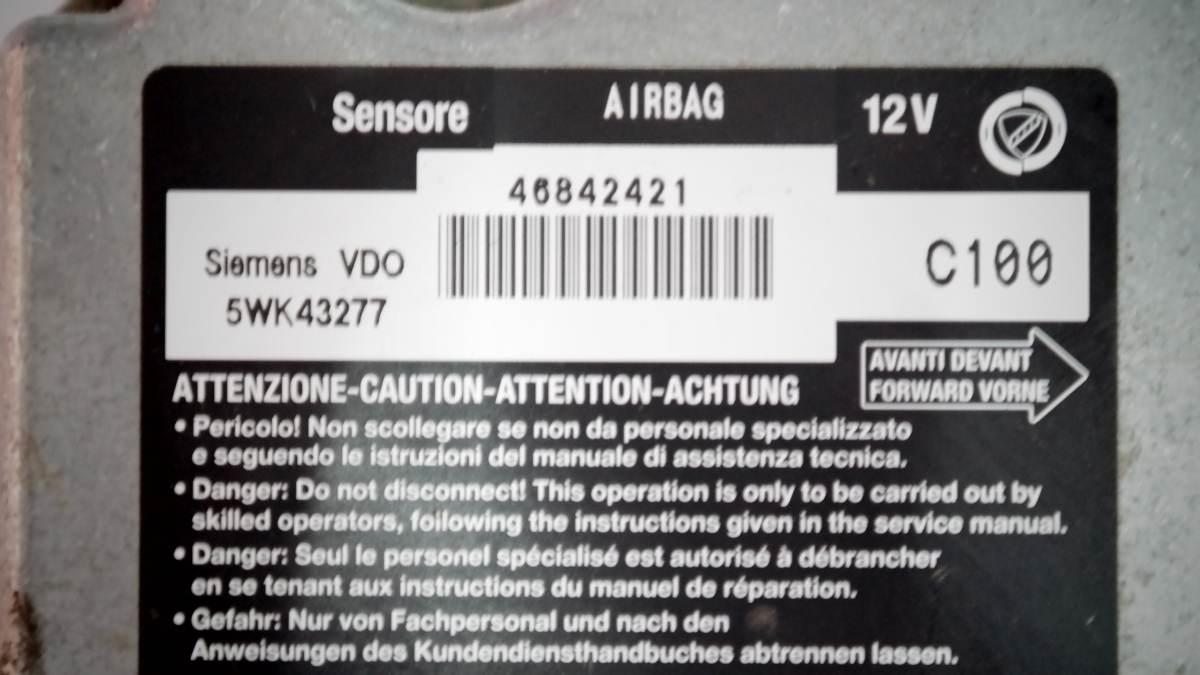 Sensore AIRBAG 12V
46842421
Siemens VDO
5WK43277
C100
AVANTI DEVANT
FORWARD VORNE
ATTENZIONE-CAUTION-ATTENTION-ACHTUNG
• Pericolo! Non scollegare se non da personale specializzato
e seguendo le istruzioni del manuale di assistenza tecnica.
• Danger: Do not disconnect! This operation is only to be carried out by
skilled operators, following the instructions given in the service manual.
• Danger: Seul le personel spécialisé est autorisé à débrancher
en se tenant aux instructions du manuel de réparation.
• Gefahr: Nur von Fachpersonal und nach den
Anweisungen des Kundendiensthandbuches abtrennen lassen.